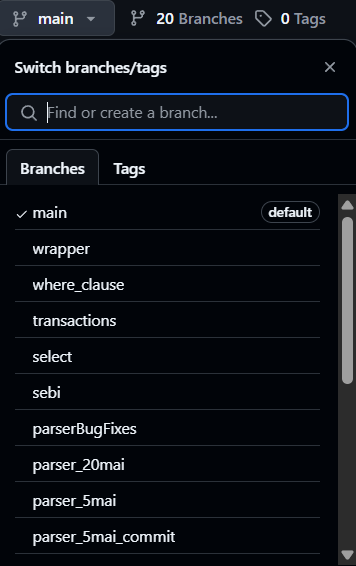 main 20 Branches 0 Tags
Switch branches/tags
Find or create a branch...
Branches Tags
main default
wrapper
where_clause
transactions
select
sebi
parserBugFixes
parser_20mai
parser_5mai
parser_5mai_commit